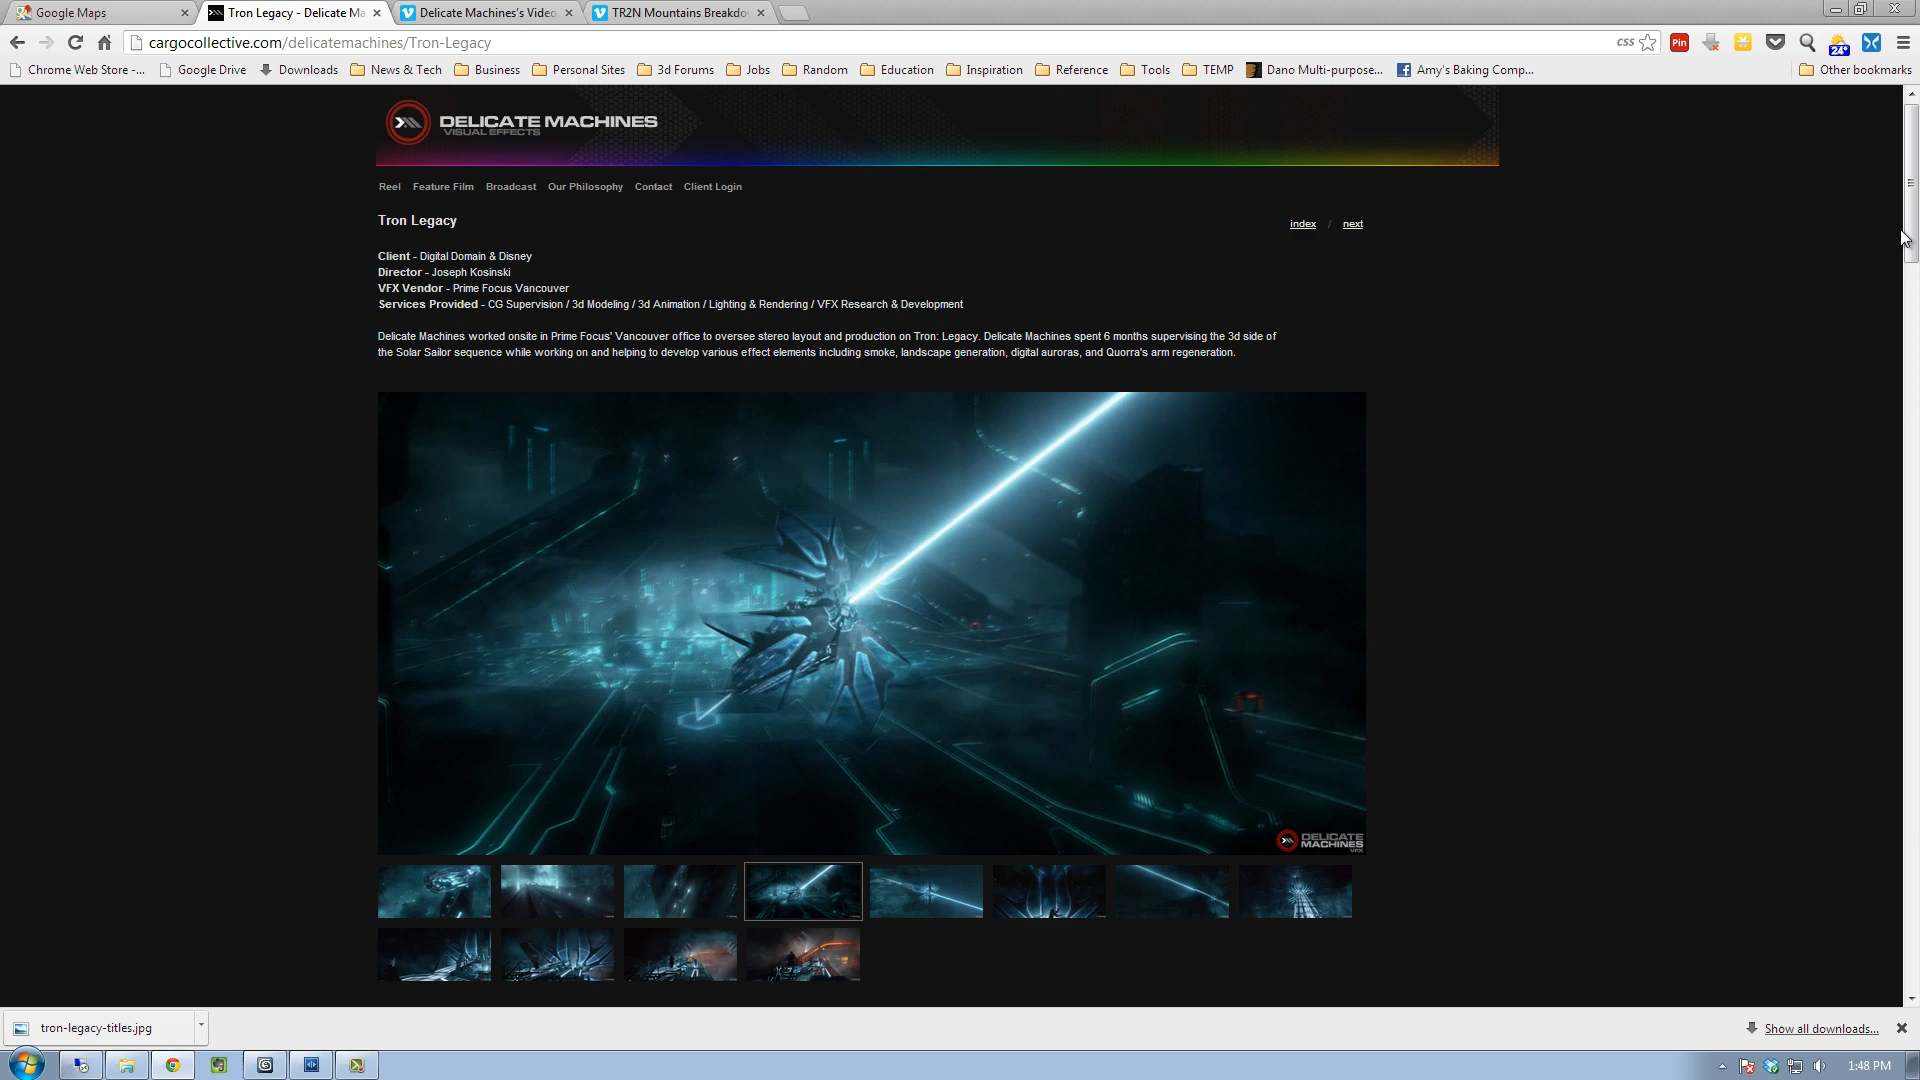 Google Maps
Tron Legacy - Delicate Ma
Delicate Machines's Video
TR2N Mountains Breakdo
cargocollective.com/delicatemachines/Tron-Legacy
css
Pin
24°
Chrome Web Store -...
Google Drive
Downloads
News & Tech
Business
Personal Sites
3d Forums
Jobs
Random
Education
Inspiration
Reference
Tools
TEMP
Dano Multi-purpose...
Amy's Baking Comp...
Other bookmarks
DELICATE MACHINES
VISUAL EFFECTS
Reel Feature Film Broadcast Our Philosophy Contact Client Login
Tron Legacy
index / next
Client - Digital Domain & Disney
Director - Joseph Kosinski
VFX Vendor - Prime Focus Vancouver
Services Provided - CG Supervision / 3d Modeling / 3d Animation / Lighting & Rendering / VFX Research & Development
Delicate Machines worked onsite in Prime Focus' Vancouver office to oversee stereo layout and production on Tron: Legacy. Delicate Machines spent 6 months supervising the 3d side of
the Solar Sailor sequence while working on and helping to develop various effect elements including smoke, landscape generation, digital auroras, and Quorra's arm regeneration.
DELICATE
MACHINES
VFX
tron-legacy-titles.jpg
Show all downloads...
1:48 PM